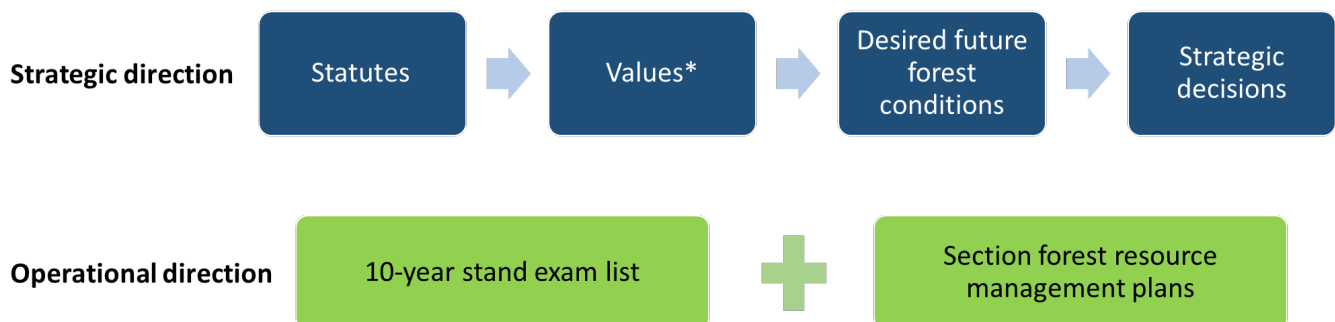 Strategic direction
Statutes
Values*
Desired future
forest
conditions
Strategic
decisions
Operational direction
10-year stand exam list
Section forest resource
management plans